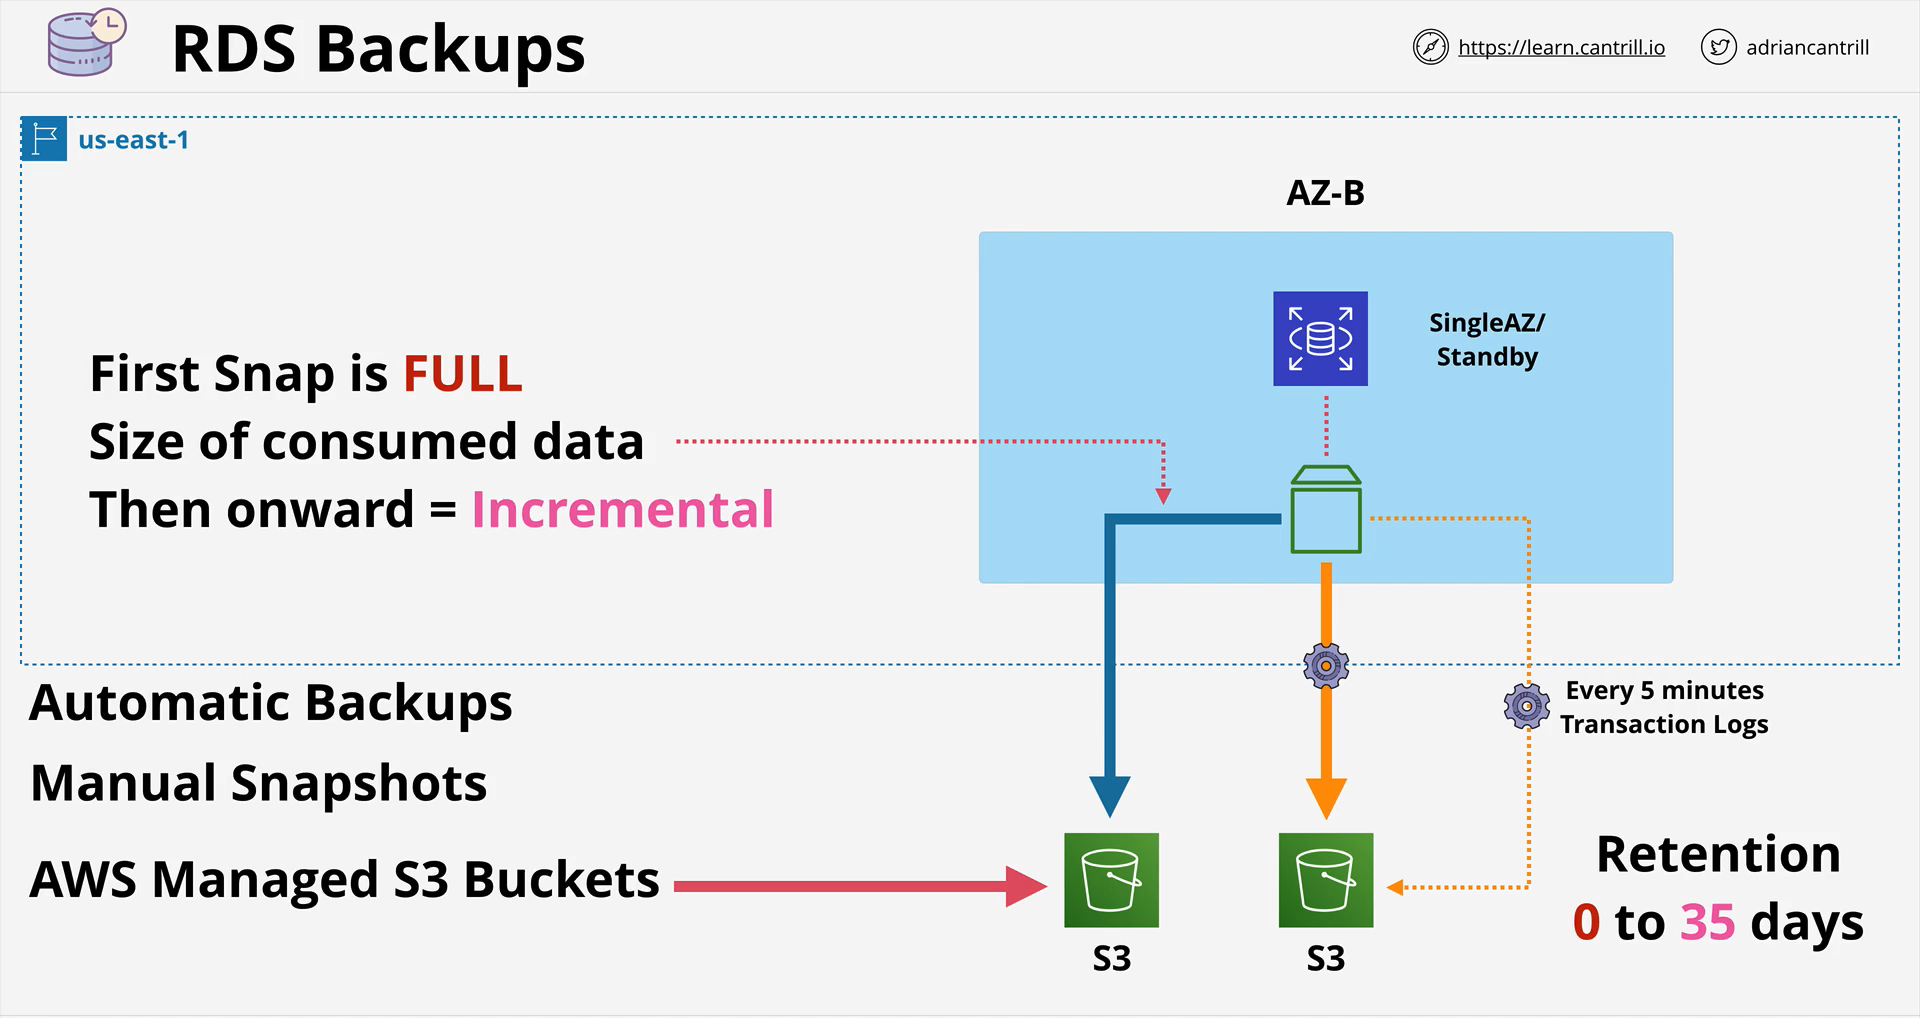 RDS Backups
https://learn.cantrill.io
adriancantrill
us-east-1
AZ-B
SingleAZ/
Standby
First Snap is FULL
Size of consumed data
Then onward = Incremental
Automatic Backups
Manual Snapshots
AWS Managed S3 Buckets
Every 5 minutes
Transaction Logs
S3
S3
Retention
0 to 35 days